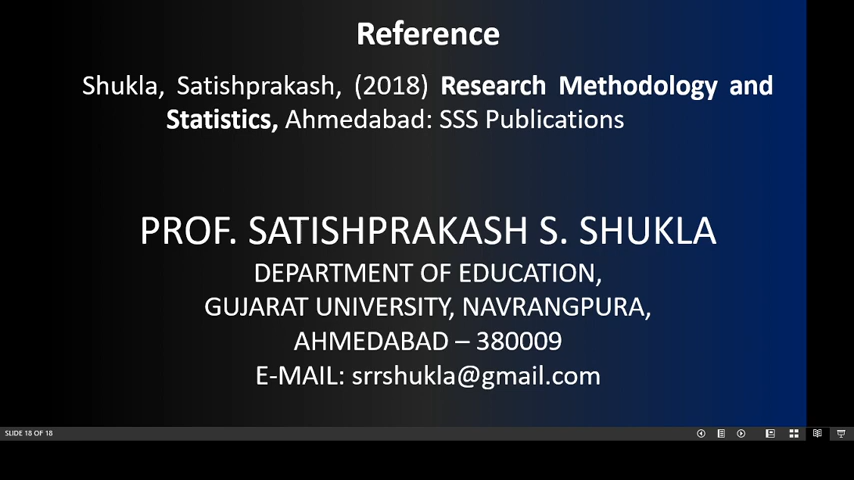 Reference
Shukla, Satishprakash, (2018) Research Methodology and
Statistics, Ahmedabad: SSS Publications
PROF. SATISHPRAKASH S. SHUKLA
DEPARTMENT OF EDUCATION,
GUJARAT UNIVERSITY, NAVRANGPURA,
AHMEDABAD – 380009
E-MAIL: srrshukla@gmail.com
SLIDE 18 OF 18